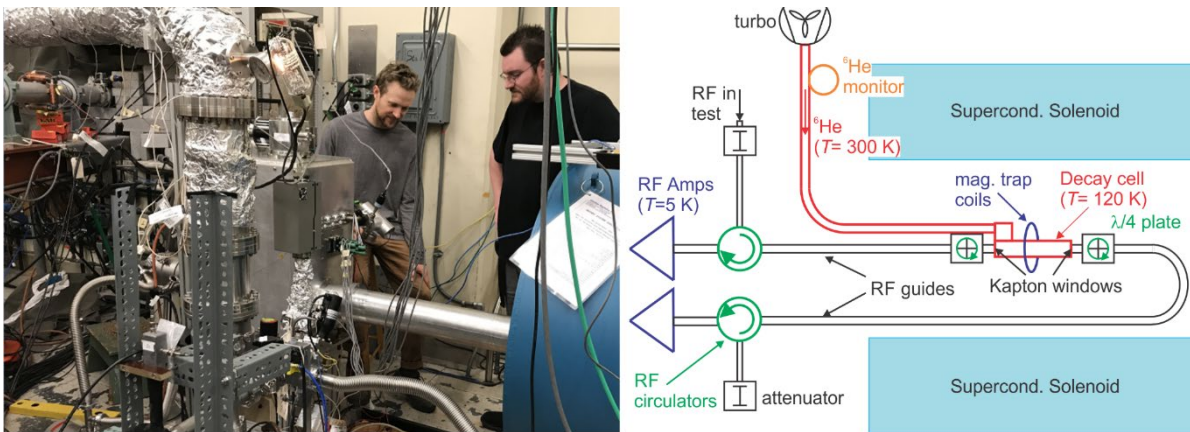 turbo
⁶He
monitor
RF in
test
Supercond. Solenoid
⁶He
(T= 300 K)
RF Amps
(T=5 K)
mag. trap
coils
Decay cell
(T= 120 K)
λ/4 plate
RF guides
Kapton windows
RF
circulators
attenuator
Supercond. Solenoid